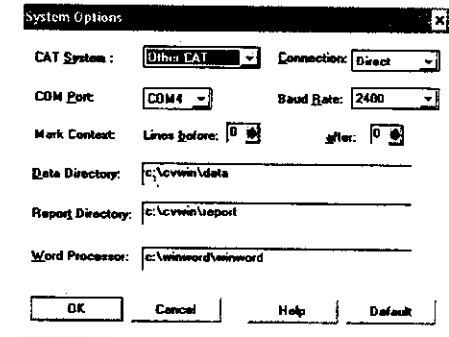 System Options
CAT System : Other CAT Connection: Direct
COM Port: COM4 Baud Rate: 2400
Mark Context: Lines before: 0 after: 0
Data Directory: c:\cvwin\data
Report Directory: c:\cvwin\report
Word Processor: c:\winword\winword
OK Cancel Help Default